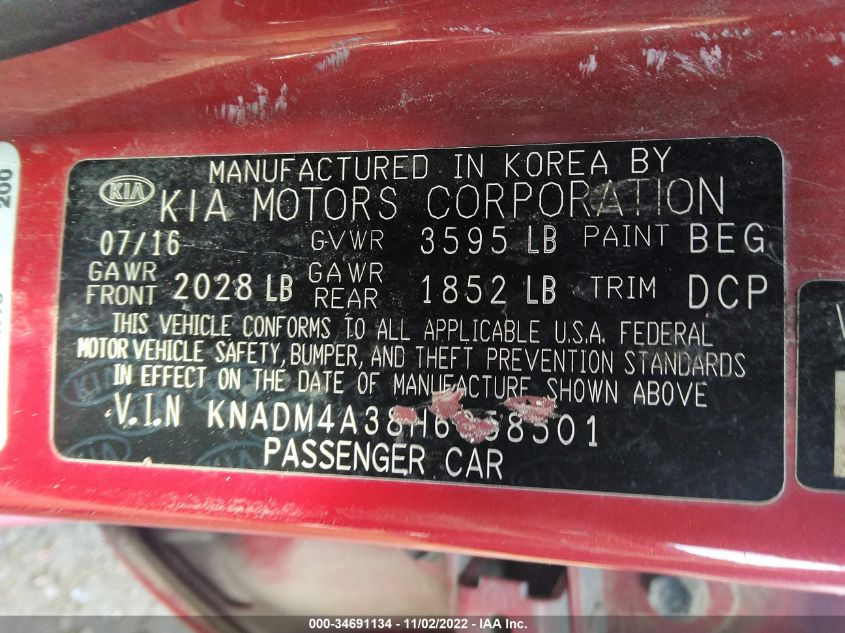 MANUFACTURED IN KOREA BY
KIA KIA MOTORS CORPORATION
07/16 GVWR 3595 LB PAINT BEG
GAWR FRONT 2028 LB GAWR REAR 1852 LB TRIM DCP
THIS VEHICLE CONFORMS TO ALL APPLICABLE U.S.A. FEDERAL
MOTOR VEHICLE SAFETY, BUMPER, AND THEFT PREVENTION STANDARDS
IN EFFECT ON THE DATE OF MANUFACTURE SHOWN ABOVE
V.I.N KNADM4A38H6058501
PASSENGER CAR
200
000-34691134 - 11/02/2022 - © IAA, Inc.